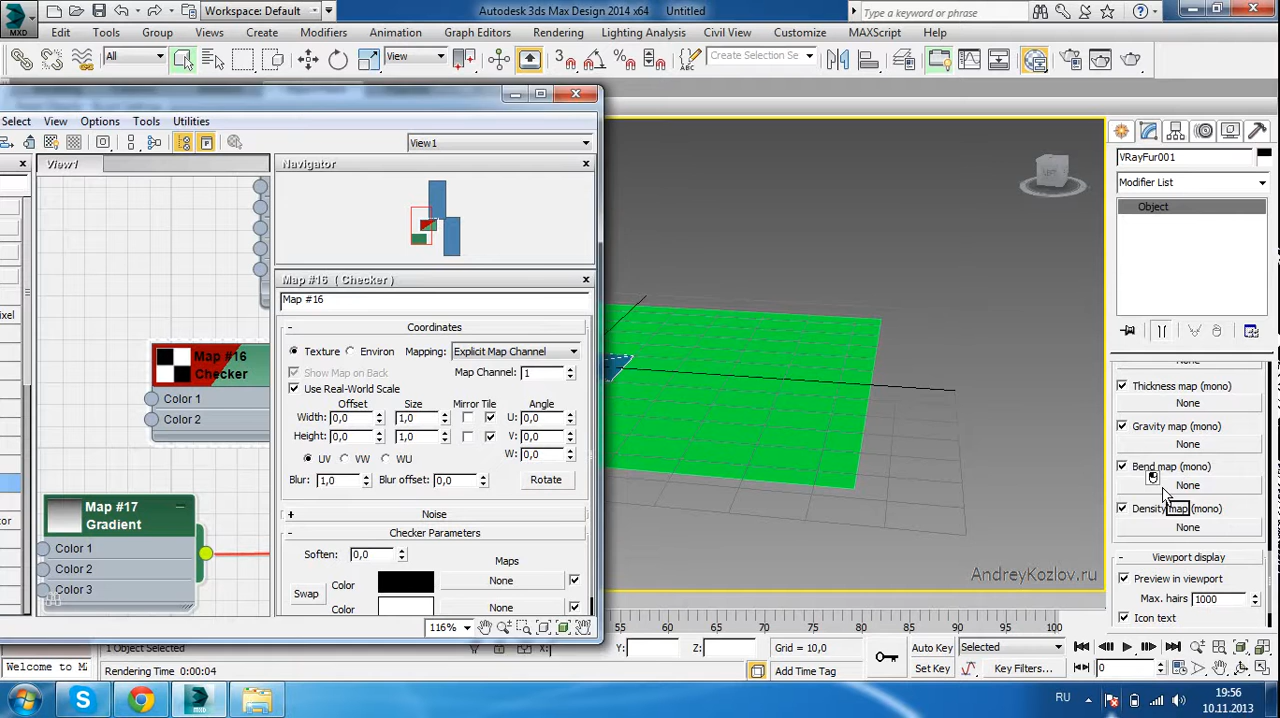 MXD
Workspace: Default
Autodesk 3ds Max Design 2014 x64 Untitled
Type a keyword or phrase
Edit Tools Group Views Create Modifiers Animation Graph Editors Rendering Lighting Analysis Civil View Customize MAXScript Help
All
View
3
Create Selection Se
ABC
Select View Options Tools Utilities
View1
View1
Navigator
VRayFur001
Modifier List
Object
Map #16 ( Checker )
Map #16
Coordinates
Texture Environ Mapping: Explicit Map Channel
Show Map on Back Map Channel: 1
Use Real-World Scale
Offset Size Mirror Tile Angle
Width: 0,0 1,0 U: 0,0
Height: 0,0 1,0 V: 0,0
UV VW WU W: 0,0
Blur: 1,0 Blur offset: 0,0 Rotate
Noise
Checker Parameters
Soften: 0,0 Maps
Swap Color None
Color None
116%
Map #16
Checker
Color 1
Color 2
Map #17
Gradient
Color 1
Color 2
Color 3
pixel
tor
None
Thickness map (mono)
None
Gravity map (mono)
None
Bend map (mono)
None
Density map (mono)
None
Viewport display
Preview in viewport
Max. hairs 1000
Icon text
AndreyKozlov.ru
55 60 65 70 75 80 85 90 95 100
1 Object Selected
Y: Z: Grid = 10,0
Auto Key Selected
Welcome to M
Rendering Time 0:00:04
Add Time Tag
Set Key Key Filters...
0
RU
19:56
10.11.2013